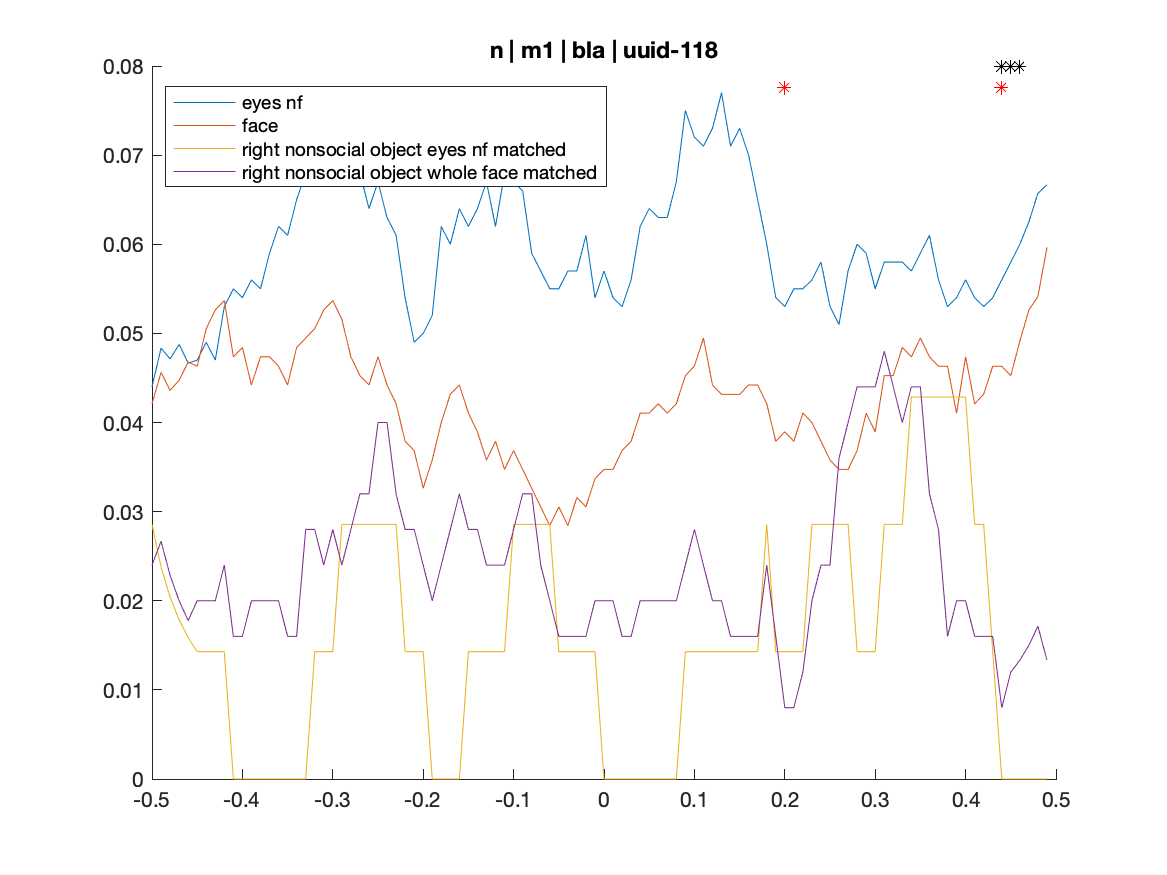 n | m1 | bla | uuid-118
0.08
0.07
0.06
0.05
0.04
0.03
0.02
0.01
0
eyes nf
face
right nonsocial object eyes nf matched
right nonsocial object whole face matched
-0.5 -0.4 -0.3 -0.2 -0.1 0 0.1 0.2 0.3 0.4 0.5